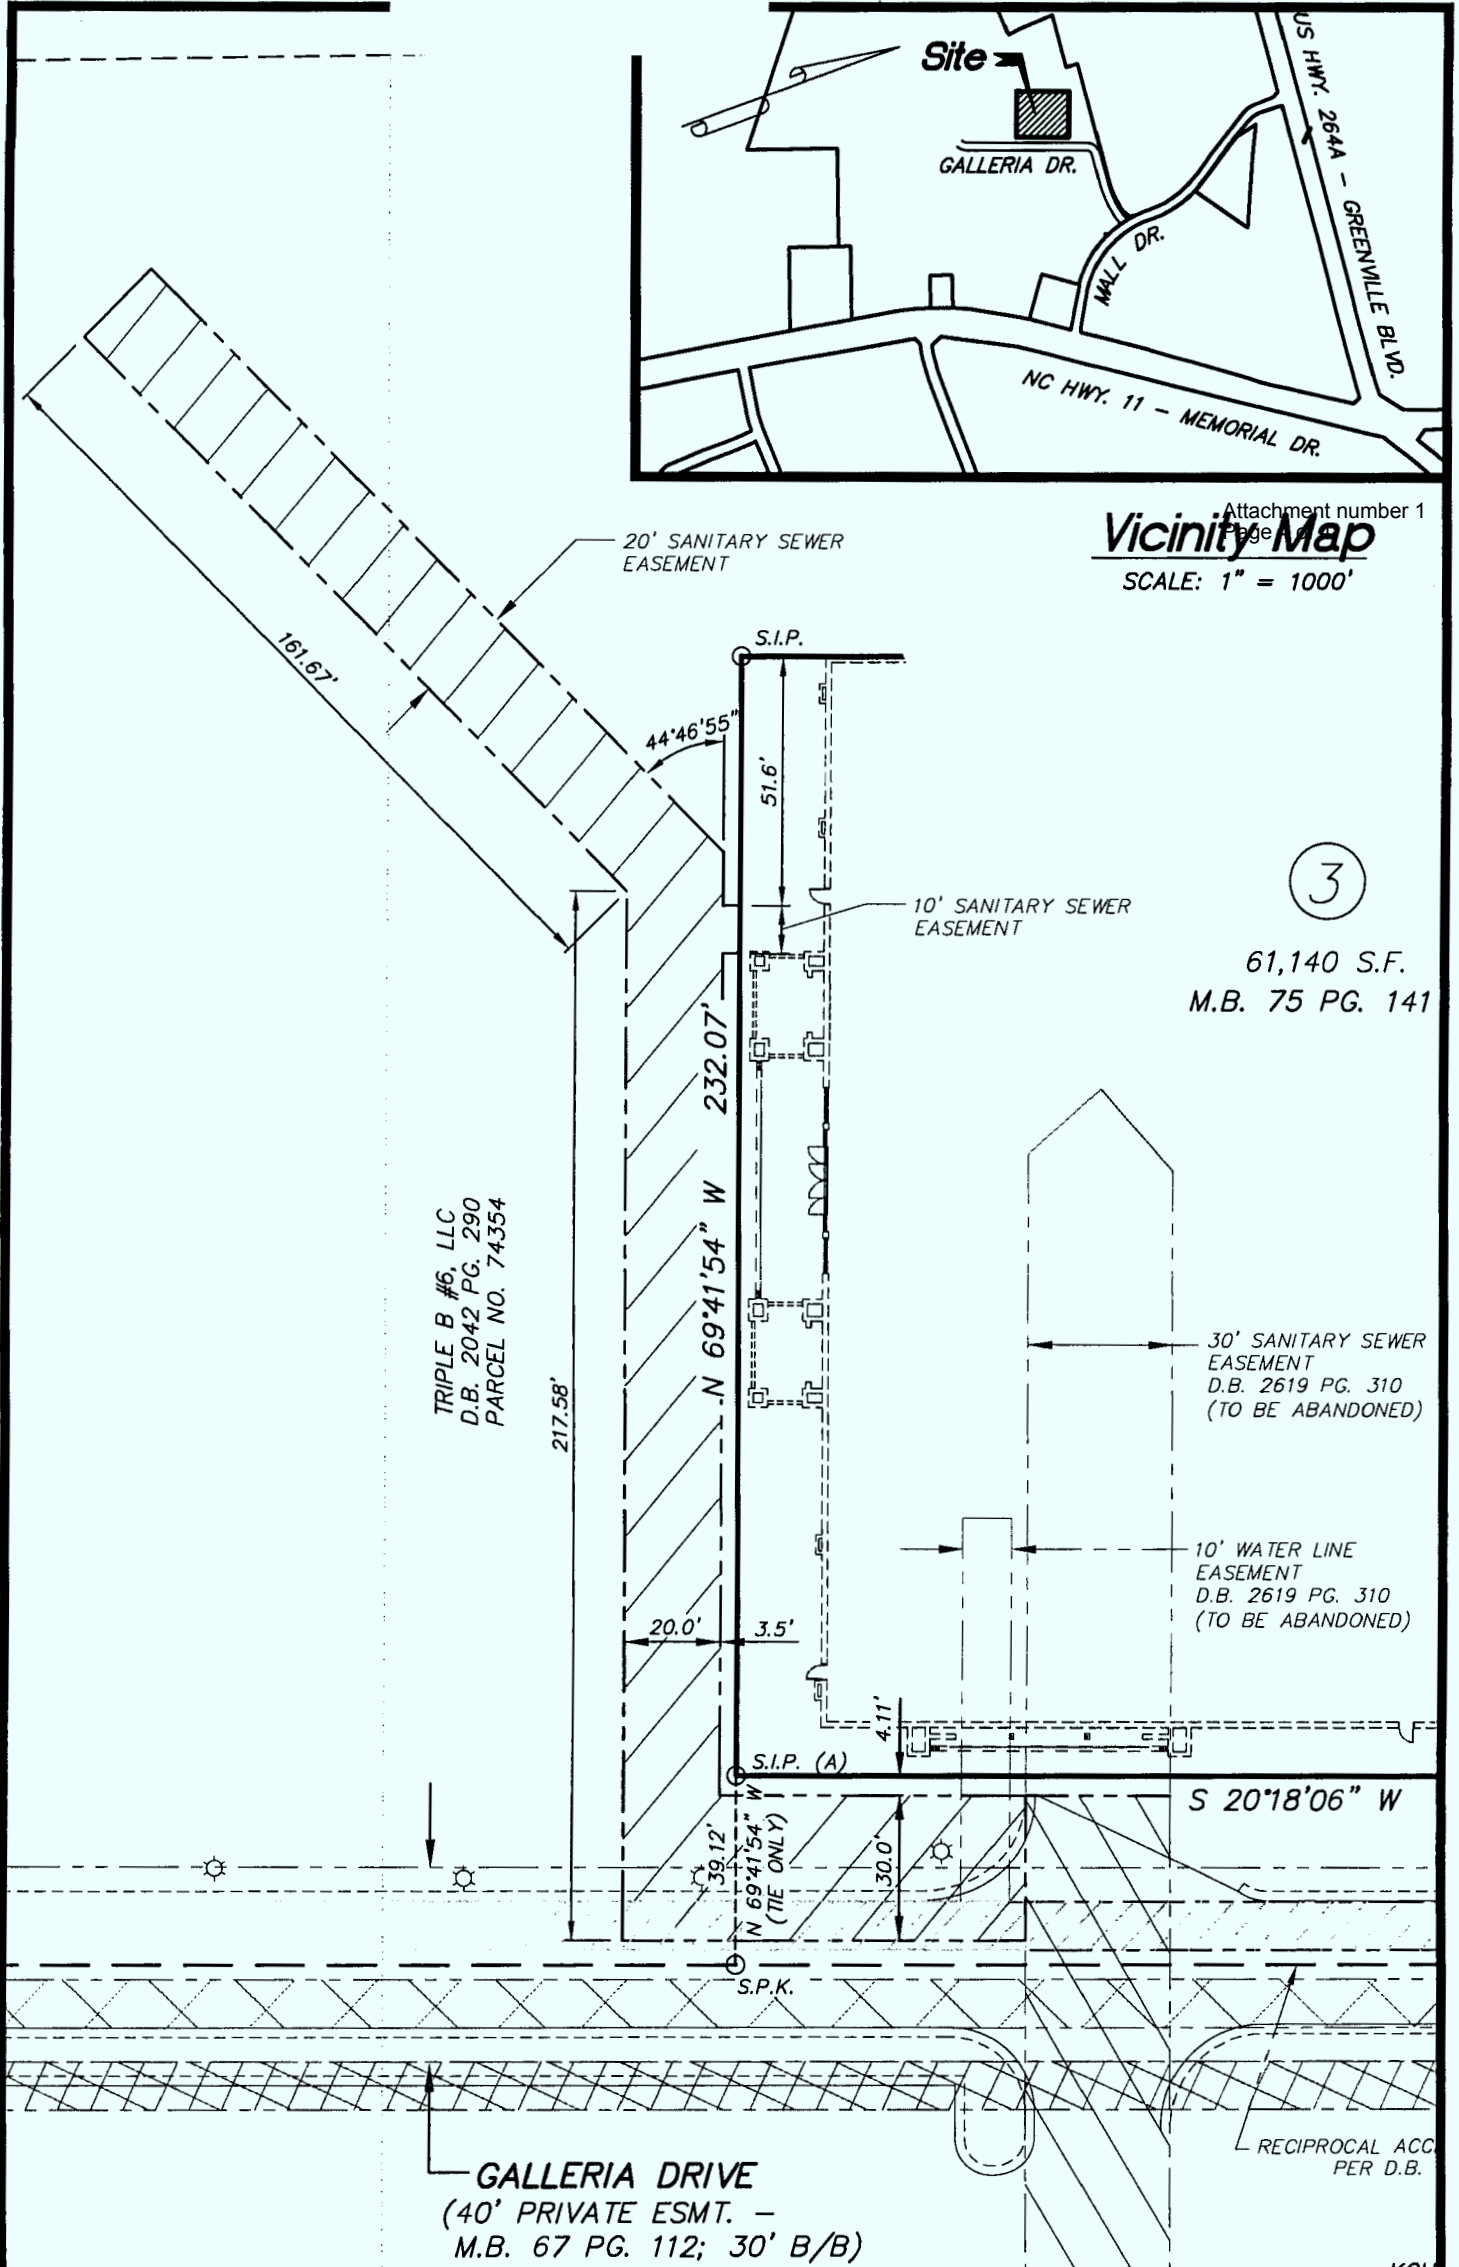 Site
US HWY. 264A - GREENVILLE BLVD.
GALLERIA DR.
MALL DR.
NC HWY. 11 - MEMORIAL DR.
Attachment number 1
Page
Vicinity Map
SCALE: 1" = 1000'
20' SANITARY SEWER
EASEMENT
161.67'
S.I.P.
44°46'55"
51.6'
10' SANITARY SEWER
EASEMENT
3
61,140 S.F.
M.B. 75 PG. 141
N 69°41'54" W 232.07'
TRIPLE B #6, LLC
D.B. 2042 PG. 290
PARCEL NO. 74354
217.58'
30' SANITARY SEWER
EASEMENT
D.B. 2619 PG. 310
(TO BE ABANDONED)
10' WATER LINE
EASEMENT
D.B. 2619 PG. 310
(TO BE ABANDONED)
20.0'
3.5'
4.11'
S.I.P. (A)
S 20°18'06" W
39.12'
N 69°41'54" W
(TIE ONLY)
30.0'
S.P.K.
RECIPROCAL ACC
PER D.B.
GALLERIA DRIVE
(40' PRIVATE ESMT. -
M.B. 67 PG. 112; 30' B/B)